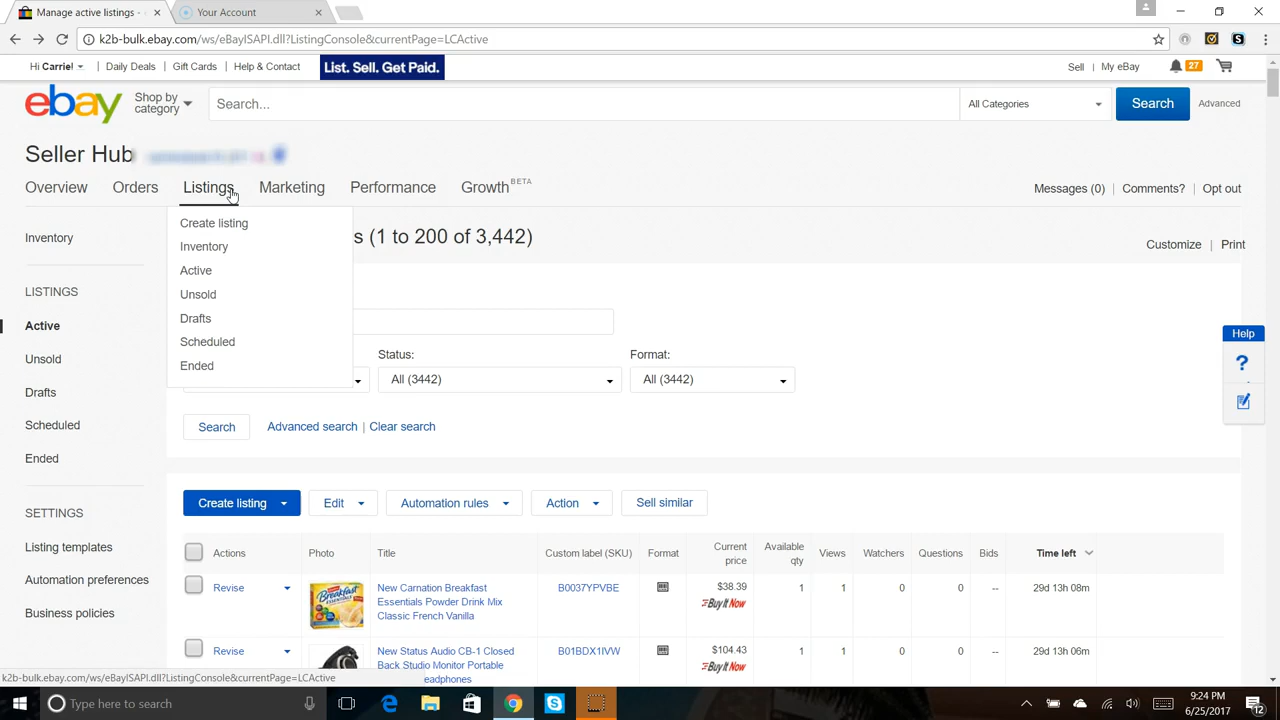 Manage active listings -
Your Account
k2b-bulk.ebay.com/ws/eBayISAPI.dll?ListingConsole&currentPage=LCActive
Hi Carrie! | Daily Deals | Gift Cards | Help & Contact List. Sell. Get Paid. Sell | My eBay 27
ebay Shop by category Search... All Categories Search Advanced
Seller Hub
Overview Orders Listings Marketing Performance Growth BETA Messages (0) | Comments? | Opt out
Create listing
Inventory
Active
Unsold
Drafts
Scheduled
Ended
s (1 to 200 of 3,442)
Customize | Print
Inventory
LISTINGS
Active
Unsold
Drafts
Scheduled
Ended
SETTINGS
Listing templates
Automation preferences
Business policies
Status: Format:
All (3442) All (3442)
Search Advanced search | Clear search
Help
?
Create listing Edit Automation rules Action Sell similar
Actions Photo Title Custom label (SKU) Format Current price Available qty Views Watchers Questions Bids Time left
Revise New Carnation Breakfast Essentials Powder Drink Mix Classic French Vanilla B0037YPVBE $38.39 Buy It Now 1 1 0 0 -- 29d 13h 08m
Revise New Status Audio CB-1 Closed Back Studio Monitor Portable eadphones B01BDX1IVW $104.43 Buy It Now 1 1 0 0 -- 29d 13h 06m
k2b-bulk.ebay.com/ws/eBayISAPI.dll?ListingConsole&currentPage=LCActive
Type here to search
9:24 PM
6/25/2017
12